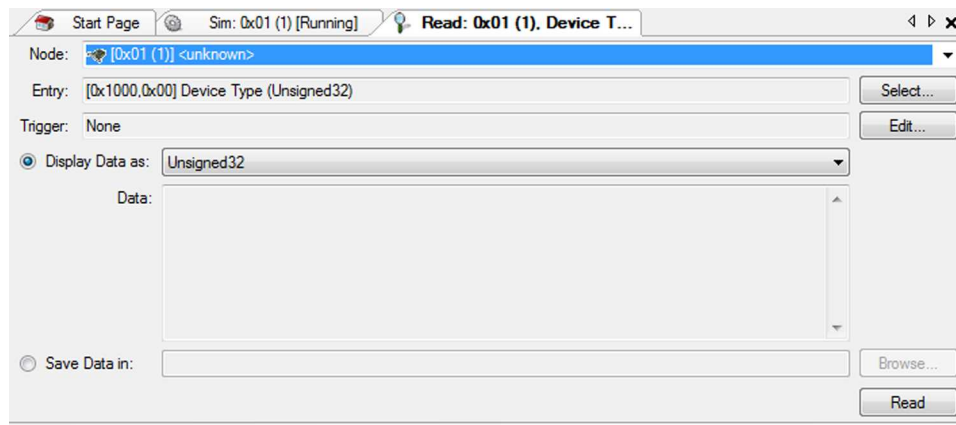 Start Page Sim: 0x01 (1) [Running] Read: 0x01 (1), Device T...
Node: [0x01 (1)] <unknown>
Entry: [0x1000,0x00] Device Type (Unsigned32) Select...
Trigger: None Edit...
Display Data as: Unsigned32
Data:
Save Data in: Browse...
Read